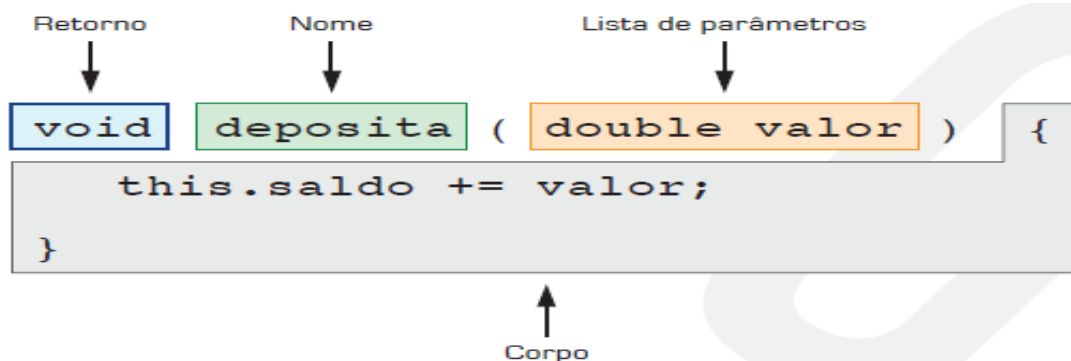 Retorno Nome Lista de parâmetros
void deposita ( double valor ) {
this.saldo += valor;
}
Corpo